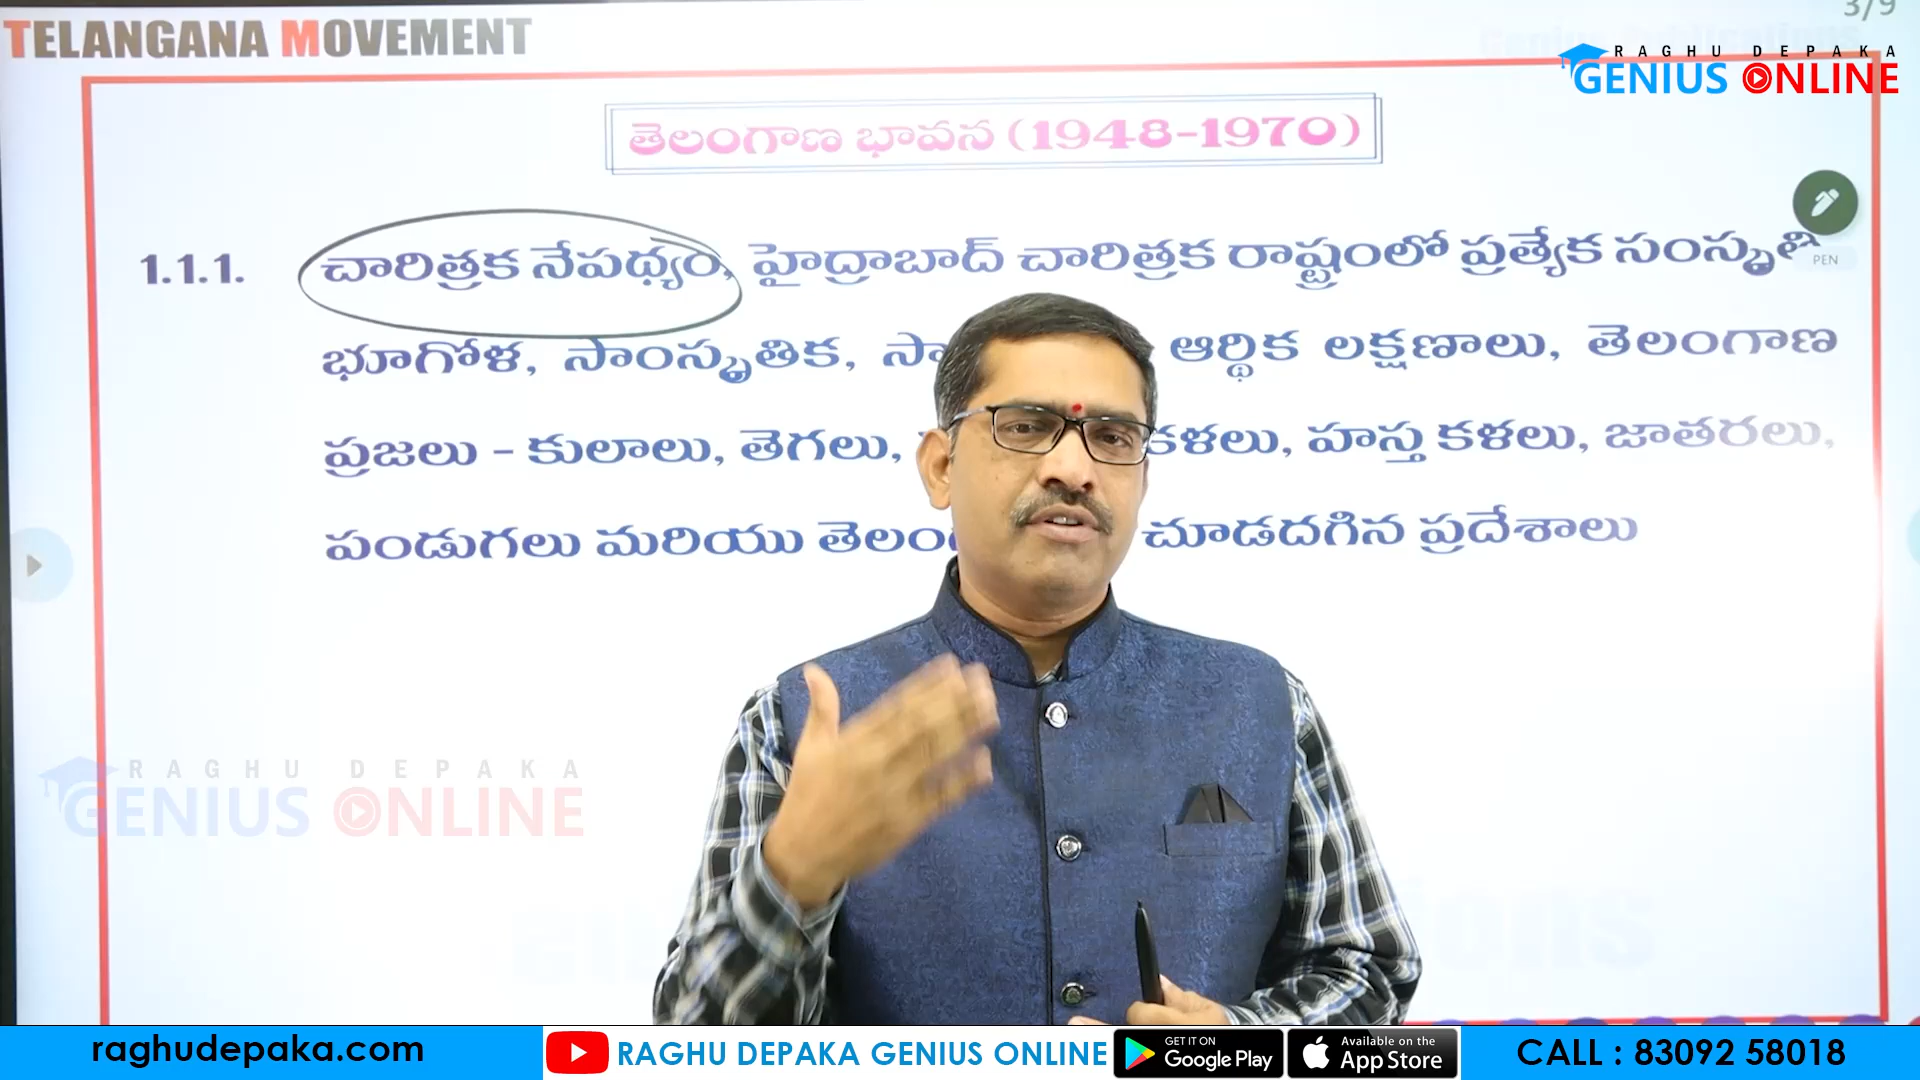 TELANGANA MOVEMENT
3/9
RAGHU DEPAKA
GENIUS ONLINE
తెలంగాణ భావన (1948-1970)
1.1.1. చారిత్రక నేపథ్యం, హైద్రాబాద్ చారిత్రక రాష్ట్రంలో ప్రత్యేక సంస్కృతి
PEN
భూగోళ, సాంస్కృతిక, ఆర్థిక లక్షణాలు, తెలంగాణ
ప్రజలు – కులాలు, తెగలు, కళలు, హస్త కళలు, జాతరలు,
పండుగలు మరియు చూడదగిన ప్రదేశాలు
RAGHU DEPAKA
GENIUS ONLINE
raghudepaka.com
RAGHU DEPAKA GENIUS ONLINE
GET IT ON
Google Play
Available on the
App Store
CALL : 83092 58018